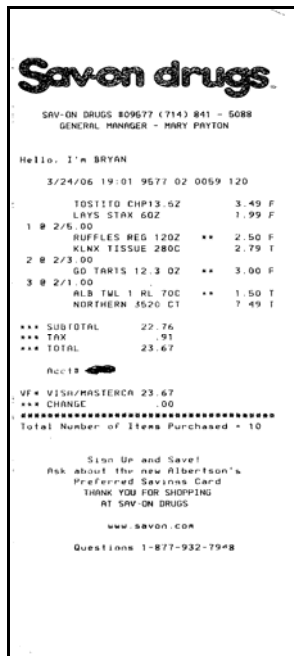 Sav-on drugs
SAV-ON DRUGS #09577 (714) 841 - 5088
GENERAL MANAGER - MARY PAYTON
Hello. I'm BRYAN
3/24/06 19:01 9577 02 0059 120
TOSTITO CHP13.5Z 3.49 F
LAYS STAX 6OZ 1.99 F
1 @ 2/5.00
RUFFLES REG 12OZ ** 2.50 F
KLNX TISSUE 280C 2.79 T
2 @ 2/3.00
GO TARTS 12.3 OZ ** 3.00 F
3 @ 2/1.00
ALB TWL 1 RL 70C ** 1.50 T
NORTHERN 3520 CT 7 49 T
*** SUBTOTAL 22.76
*** TAX .91
*** TOTAL 23.67
Acct#
VF* VISA/MASTERCA 23.67
*** CHANGE .00
Total Number of Items Purchased = 10
Sign Up and Save!
Ask about the new Albertson's
Preferred Savings Card
THANK YOU FOR SHOPPING
AT SAV-ON DRUGS
www.savon.com
Questions 1-877-932-7948